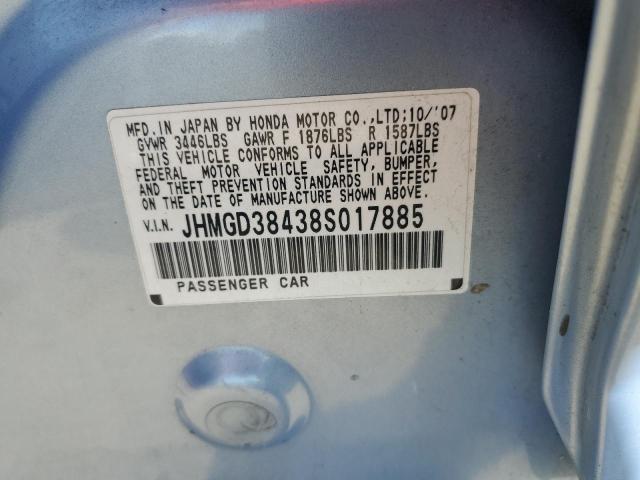 MFD. IN JAPAN BY HONDA MOTOR CO.,LTD; 10/'07
GVWR 3446LBS GAWR F 1876LBS R 1587LBS
THIS VEHICLE CONFORMS TO ALL APPLICABLE
FEDERAL MOTOR VEHICLE SAFETY, BUMPER,
AND THEFT PREVENTION STANDARDS IN EFFECT
ON THE DATE OF MANUFACTURE SHOWN ABOVE.
V.I.N. JHMGD38438S017885
PASSENGER CAR